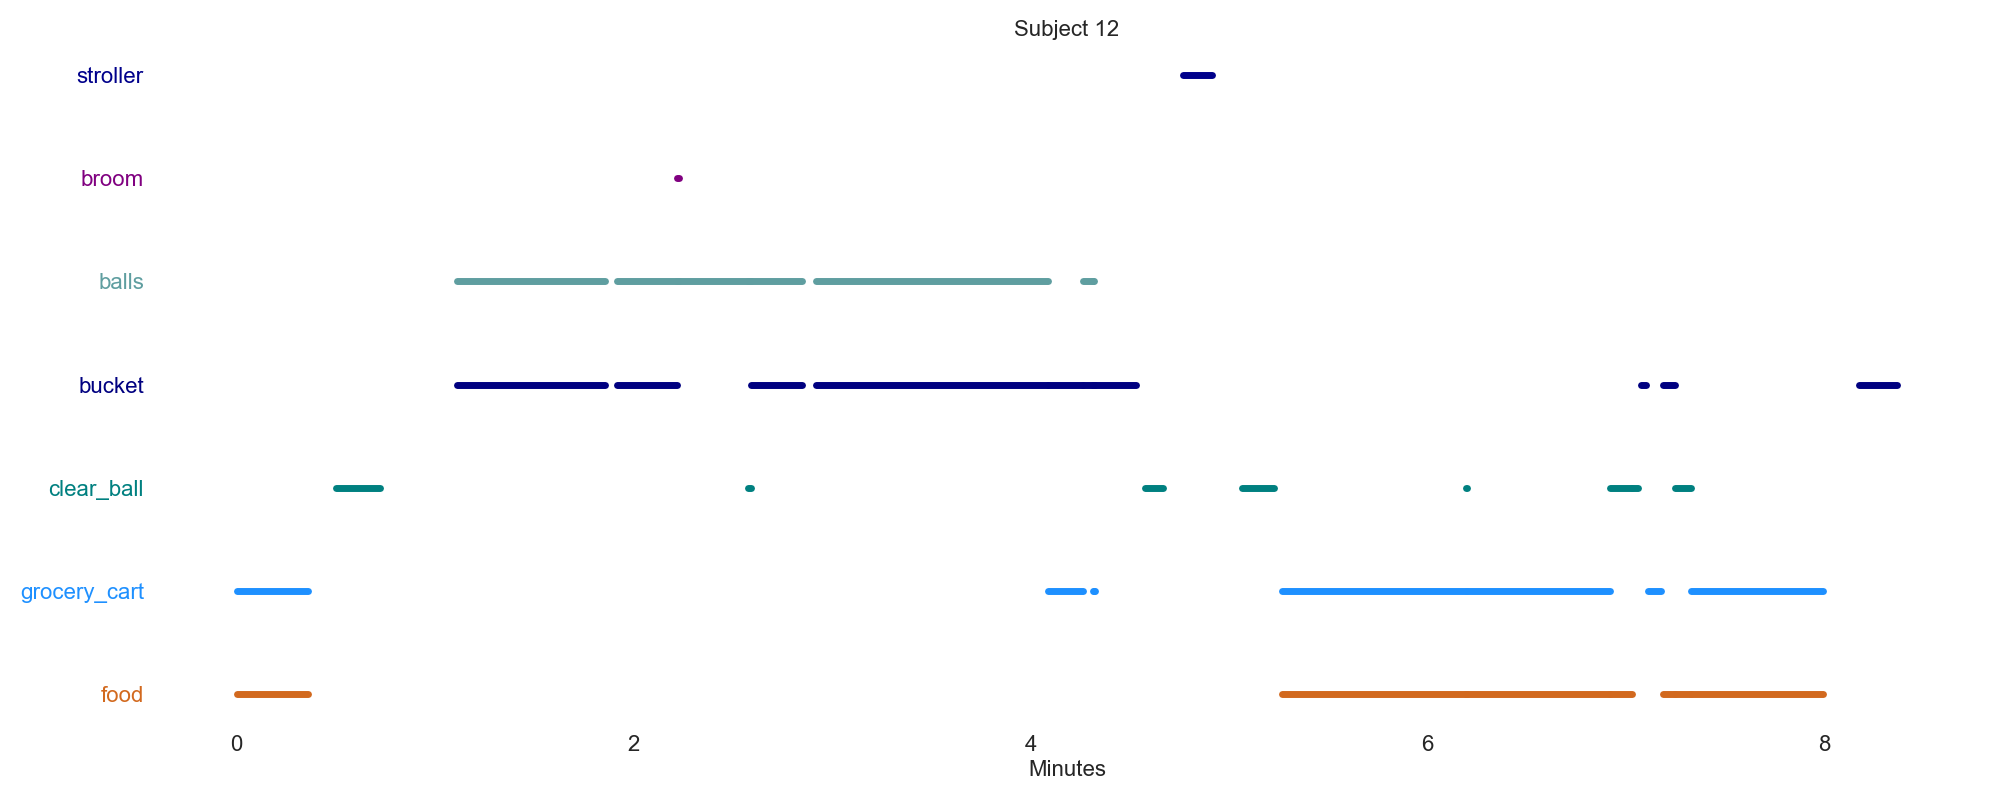 Subject 12
stroller
broom
balls
bucket
clear_ball
grocery_cart
food
0 2 4 6 8
Minutes